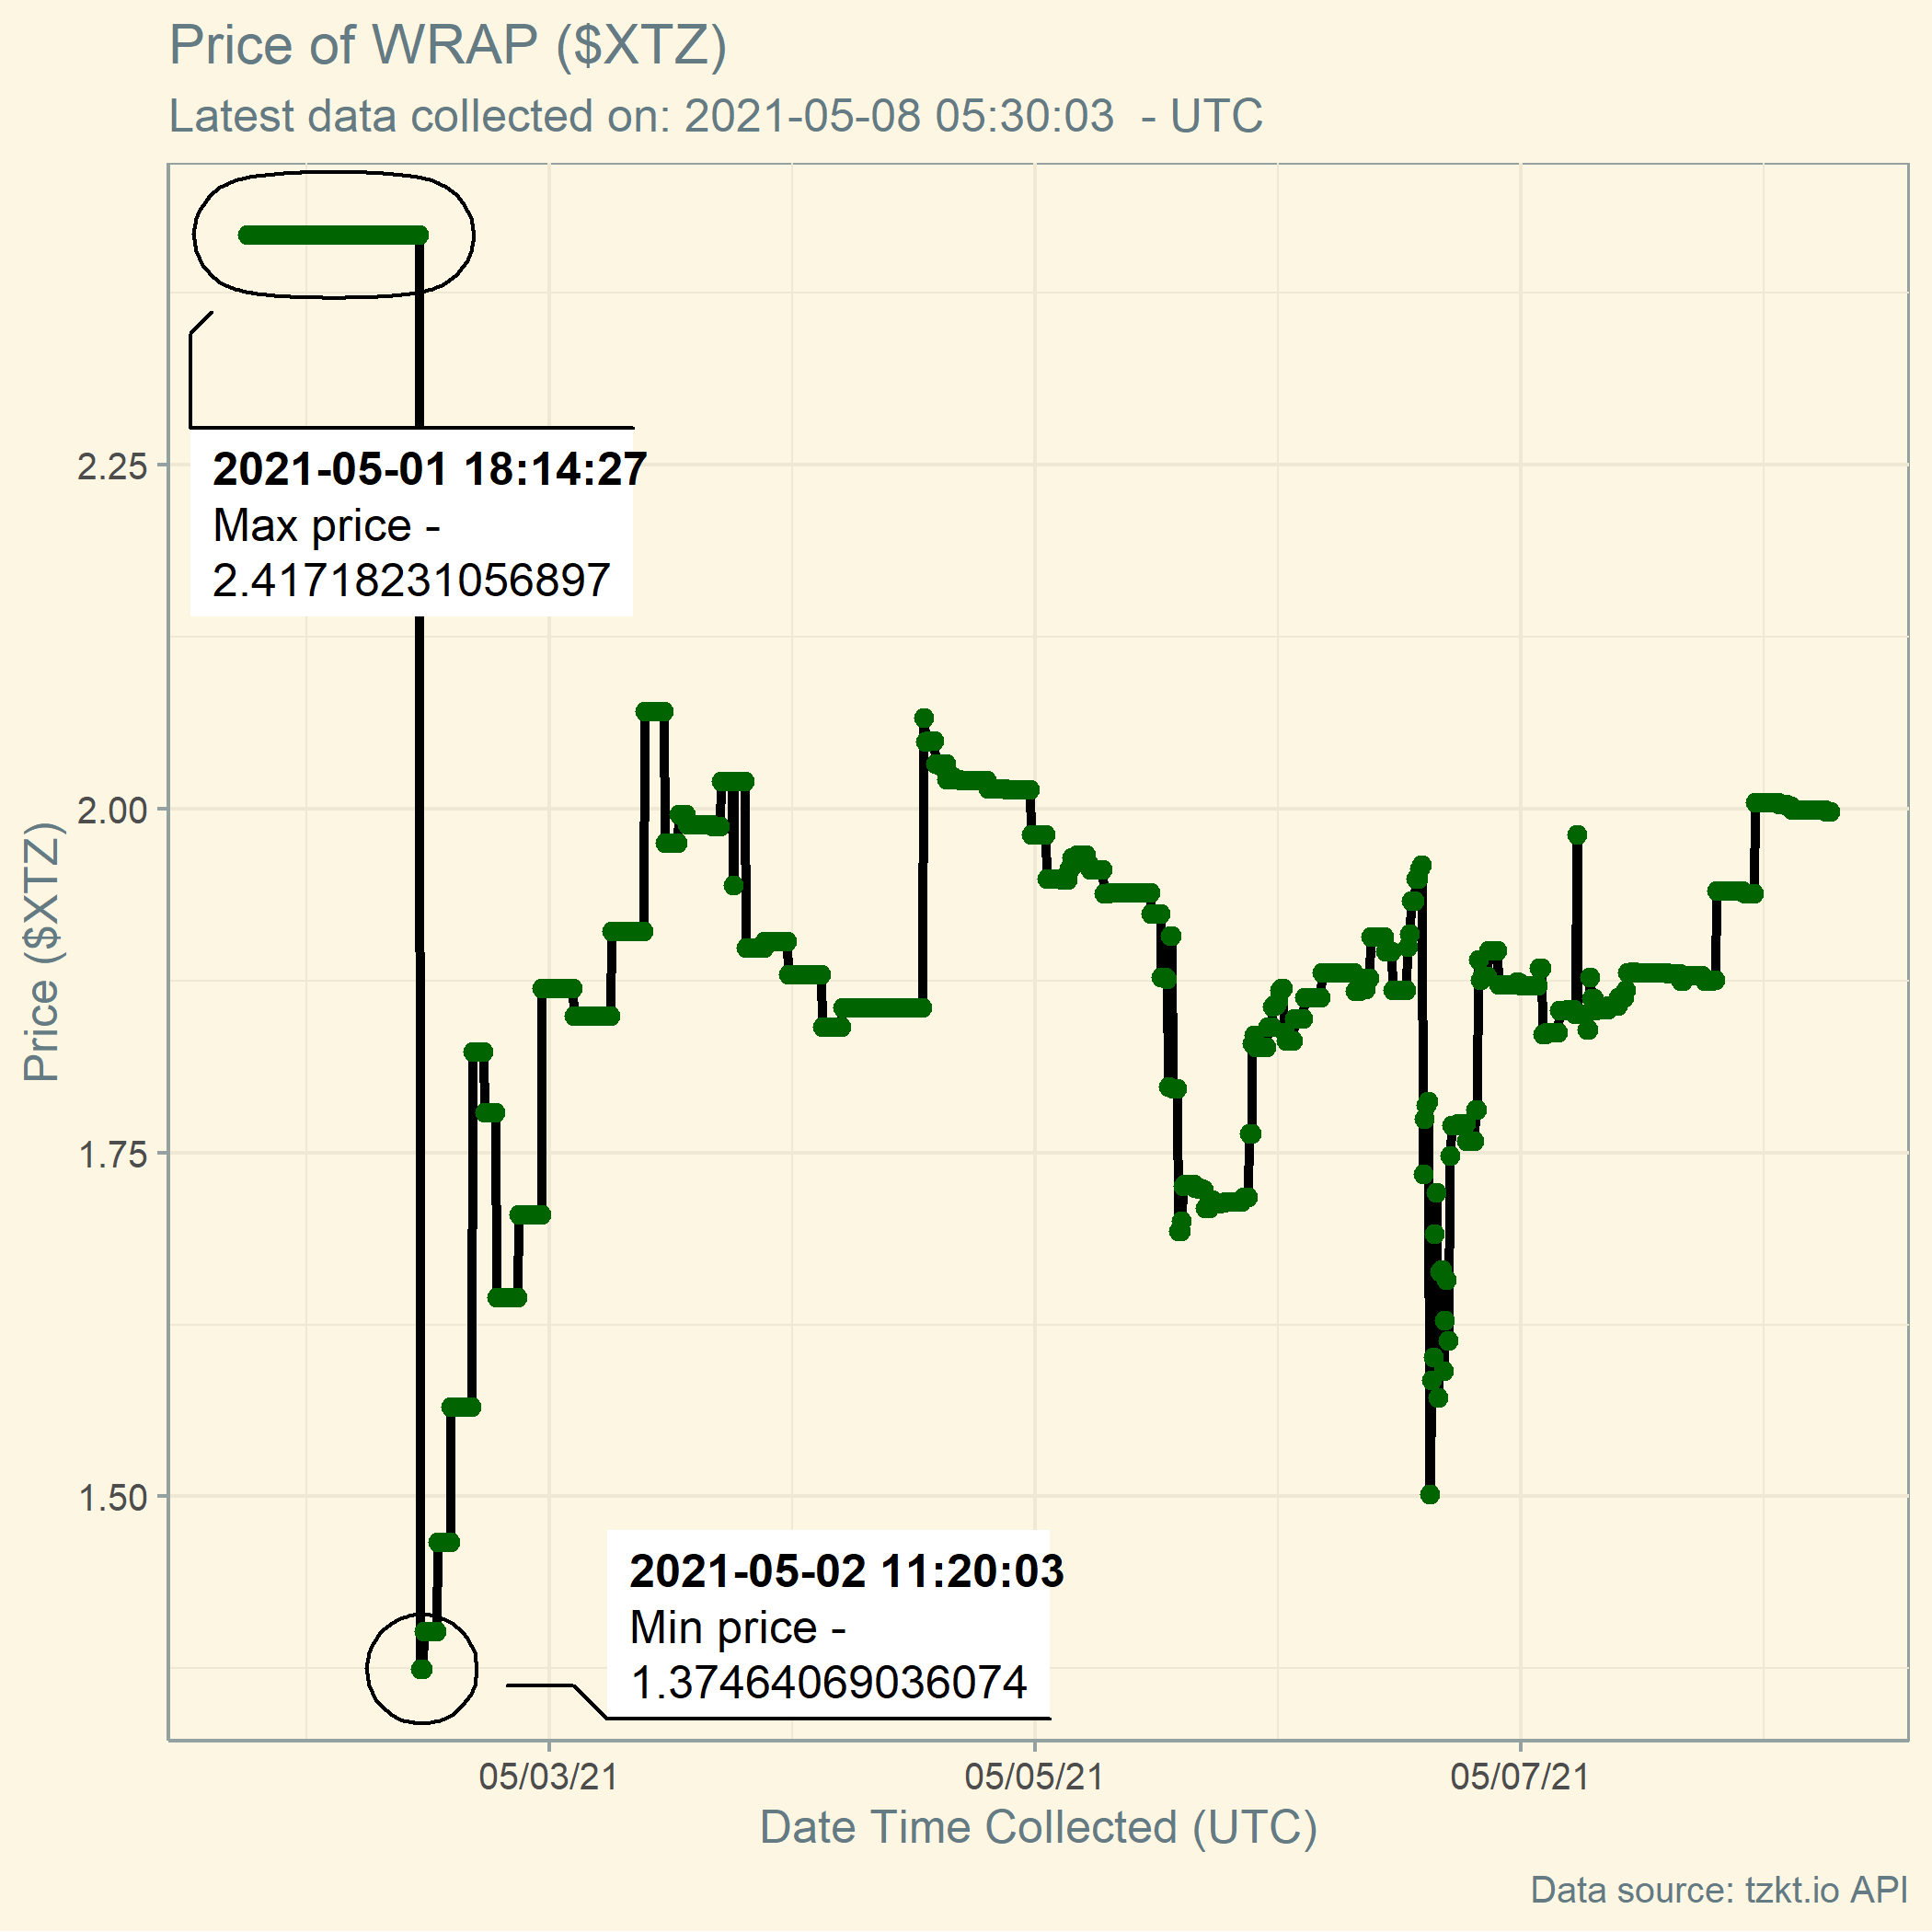 Price of WRAP ($XTZ)
Latest data collected on: 2021-05-08 05:30:03  - UTC
Price ($XTZ)
2.25
2.00
1.75
1.50
2021-05-01 18:14:27
Max price -
2.41718231056897
2021-05-02 11:20:03
Min price -
1.37464069036074
05/03/21
05/05/21
05/07/21
Date Time Collected (UTC)
Data source: tzkt.io API